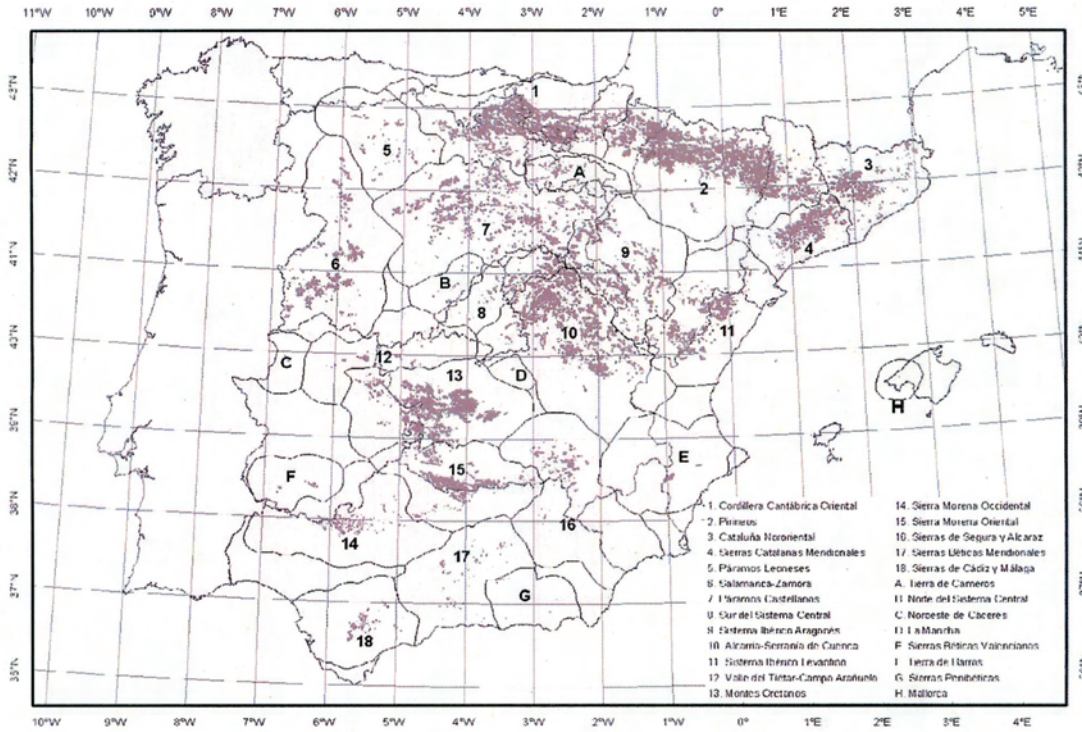 11°W 10°W 9°W 8°W 7°W 6°W 5°W 4°W 3°W 2°W 1°W 0° 1°E 2°E 3°E 4°E 5°E
43°N
42°N
41°N
40°N
39°N
38°N
37°N
36°N
1
5
A
3
2
7
9
4
6
B
8
10
11
C
12
13
D
H
F
15
E
14
16
17
G
18
1. Cordillera Cantábrica Oriental
2. Pirineos
3. Cataluña Nororiental
4. Sierras Catalanas Meridionales
5. Páramos Leoneses
6. Salamanca-Zamora
7. Páramos Castellanos
8. Sur del Sistema Central
9. Sistema Ibérico Aragonés
10. Alcarria-Serranía de Cuenca
11. Sistema Ibérico Levantino
12. Valle del Tiétar-Campo Arañuelo
13. Montes Oretanos
14. Sierra Morena Occidental
15. Sierra Morena Oriental
16. Sierras de Segura y Alcaraz
17. Sierras Béticas Meridionales
18. Sierras de Cádiz y Málaga
A. Tierra de Cameros
B. Norte del Sistema Central
C. Noroeste de Cáceres
D. La Mancha
E. Sierras Béticas Valencianas
F. Tierra de Barros
G. Sierras Penibéticas
H. Mallorca
10°W 9°W 8°W 7°W 6°W 5°W 4°W 3°W 2°W 1°W 0° 1°E 2°E 3°E 4°E